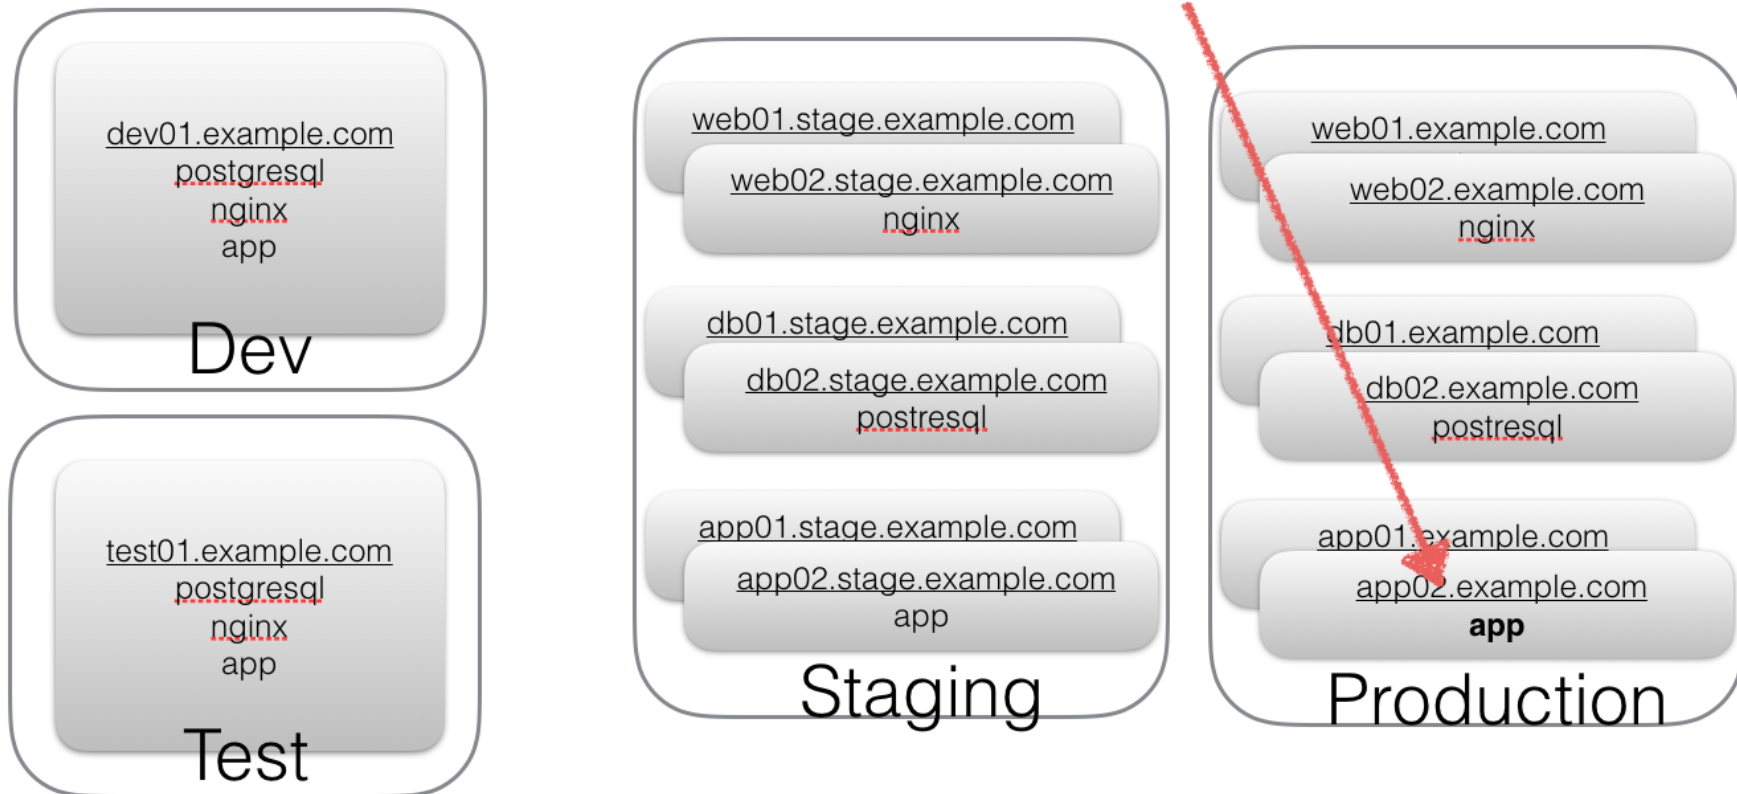 dev01.example.com
postgresql
nginx
app
Dev
test01.example.com
postgresql
nginx
app
Test
web01.stage.example.com
web02.stage.example.com
nginx
db01.stage.example.com
db02.stage.example.com
postresql
app01.stage.example.com
app02.stage.example.com
app
Staging
web01.example.com
web02.example.com
nginx
db01.example.com
db02.example.com
postresql
app01.example.com
app02.example.com
app
Production